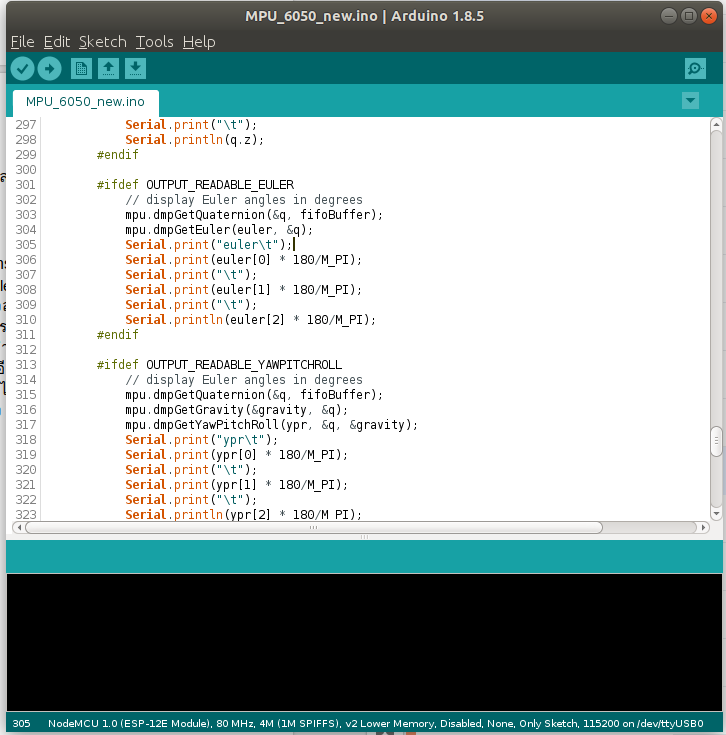 MPU_6050_new.ino | Arduino 1.8.5
File Edit Sketch Tools Help
MPU_6050_new.ino
297 Serial.print("\t");
298 Serial.println(q.z);
299 #endif
300
301 #ifdef OUTPUT_READABLE_EULER
302 // display Euler angles in degrees
303 mpu.dmpGetQuaternion(&q, fifoBuffer);
304 mpu.dmpGetEuler(euler, &q);
305 Serial.print("euler\t");
306 Serial.print(euler[0] * 180/M_PI);
307 Serial.print("\t");
308 Serial.print(euler[1] * 180/M_PI);
309 Serial.print("\t");
310 Serial.println(euler[2] * 180/M_PI);
311 #endif
312
313 #ifdef OUTPUT_READABLE_YAWPITCHROLL
314 // display Euler angles in degrees
315 mpu.dmpGetQuaternion(&q, fifoBuffer);
316 mpu.dmpGetGravity(&gravity, &q);
317 mpu.dmpGetYawPitchRoll(ypr, &q, &gravity);
318 Serial.print("ypr\t");
319 Serial.print(ypr[0] * 180/M_PI);
320 Serial.print("\t");
321 Serial.print(ypr[1] * 180/M_PI);
322 Serial.print("\t");
323 Serial.println(ypr[2] * 180/M_PI);
305 NodeMCU 1.0 (ESP-12E Module), 80 MHz, 4M (1M SPIFFS), v2 Lower Memory, Disabled, None, Only Sketch, 115200 on /dev/ttyUSB0